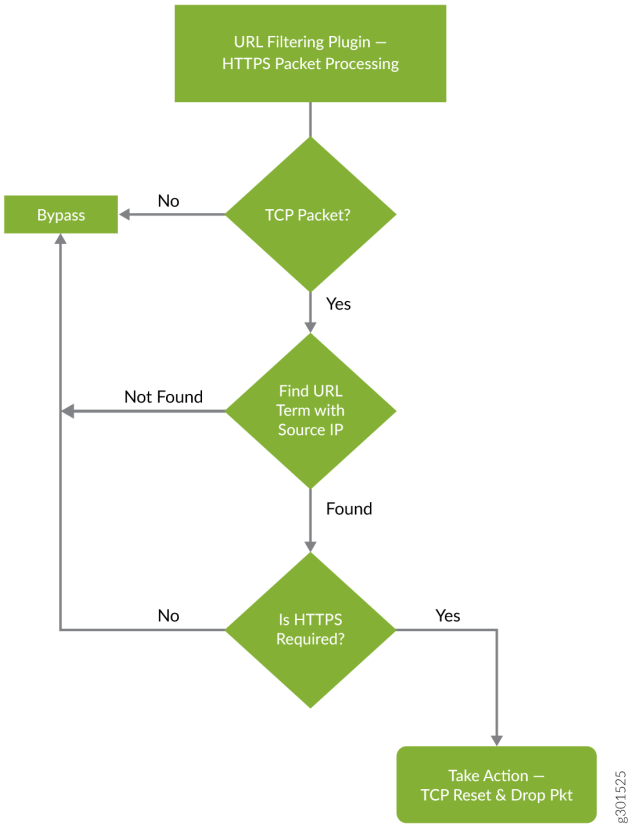 URL Filtering Plugin —
HTTPS Packet Processing
TCP Packet?
No
Bypass
Yes
Find URL
Term with
Source IP
Not Found
Found
Is HTTPS
Required?
No
Yes
Take Action —
TCP Reset & Drop Pkt
g301525